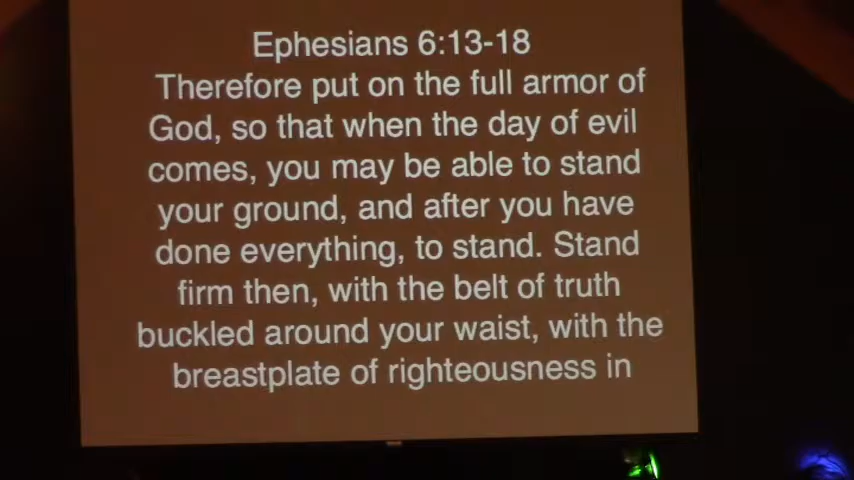 Ephesians 6:13-18
Therefore put on the full armor of
God, so that when the day of evil
comes, you may be able to stand
your ground, and after you have
done everything, to stand. Stand
firm then, with the belt of truth
buckled around your waist, with the
breastplate of righteousness in